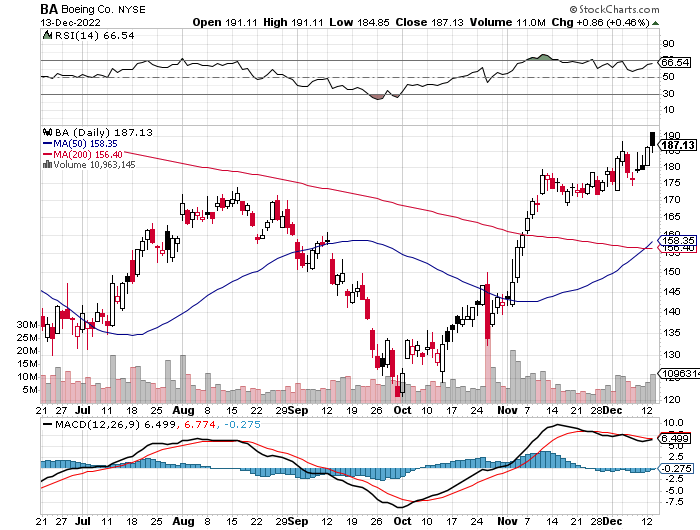 BA Boeing Co. NYSE © StockCharts.com
13-Dec-2022 Open 191.11 High 191.11 Low 184.85 Close 187.13 Volume 11.0M Chg +0.86 (+0.46%)
RSI(14) 66.54
90
70
66.54
50
30
10
BA (Daily) 187.13
MA(50) 158.35
MA(200) 156.40
Volume 10,963,145
190
187.13
185
180
175
170
165
160
158.35
156.40
155
150
145
140
135
130
125
120
30M
25M
20M
15M
10M
5M
1096314
21 27 Jul 11 18 25 Aug 8 15 22 29 Sep 12 19 26 Oct 10 17 24 Nov 7 14 21 28 Dec 12
MACD(12,26,9) 6.499, 6.774, -0.275
10.0
7.5
6.499
5.0
2.5
-0.275
-2.5
-5.0
-7.5
21 27 Jul 11 18 25 Aug 8 15 22 29 Sep 12 19 26 Oct 10 17 24 Nov 7 14 21 28 Dec 12